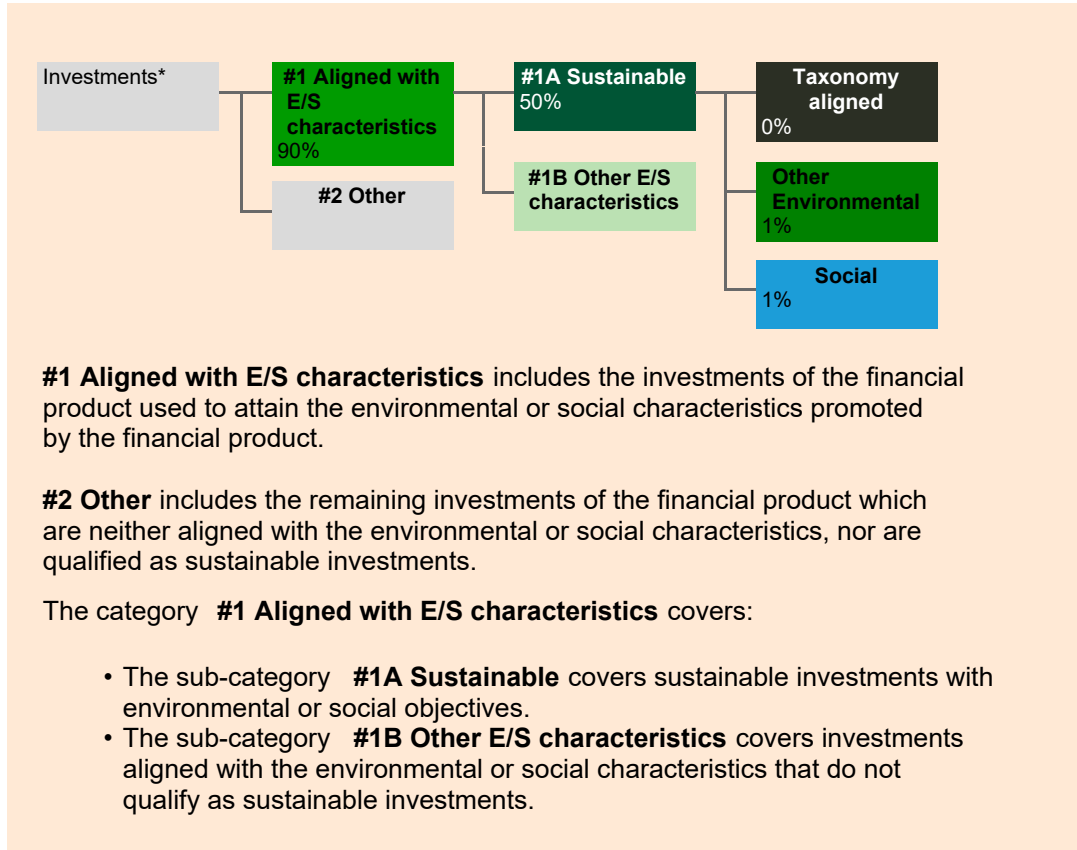 Investments*
#1 Aligned with
E/S
characteristics
90%
#2 Other
#1A Sustainable
50%
#1B Other E/S
characteristics
Taxonomy
aligned
0%
Other
Environmental
1%
Social
1%
#1 Aligned with E/S characteristics includes the investments of the financial
product used to attain the environmental or social characteristics promoted
by the financial product.
#2 Other includes the remaining investments of the financial product which
are neither aligned with the environmental or social characteristics, nor are
qualified as sustainable investments.
The category #1 Aligned with E/S characteristics covers:
• The sub-category #1A Sustainable covers sustainable investments with
environmental or social objectives.
• The sub-category #1B Other E/S characteristics covers investments
aligned with the environmental or social characteristics that do not
qualify as sustainable investments.